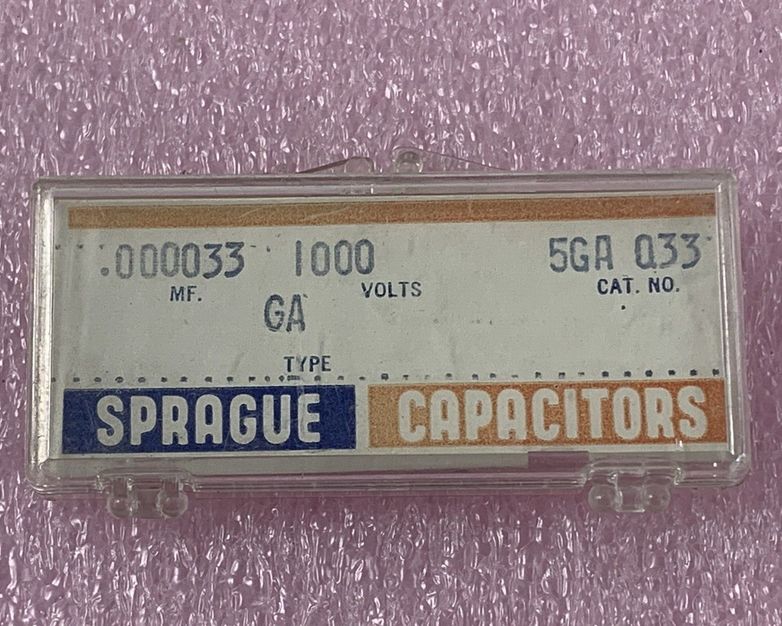 .000033 1000 5GA Q33
MF. VOLTS CAT. NO.
GA
TYPE
SPRAGUE CAPACITORS